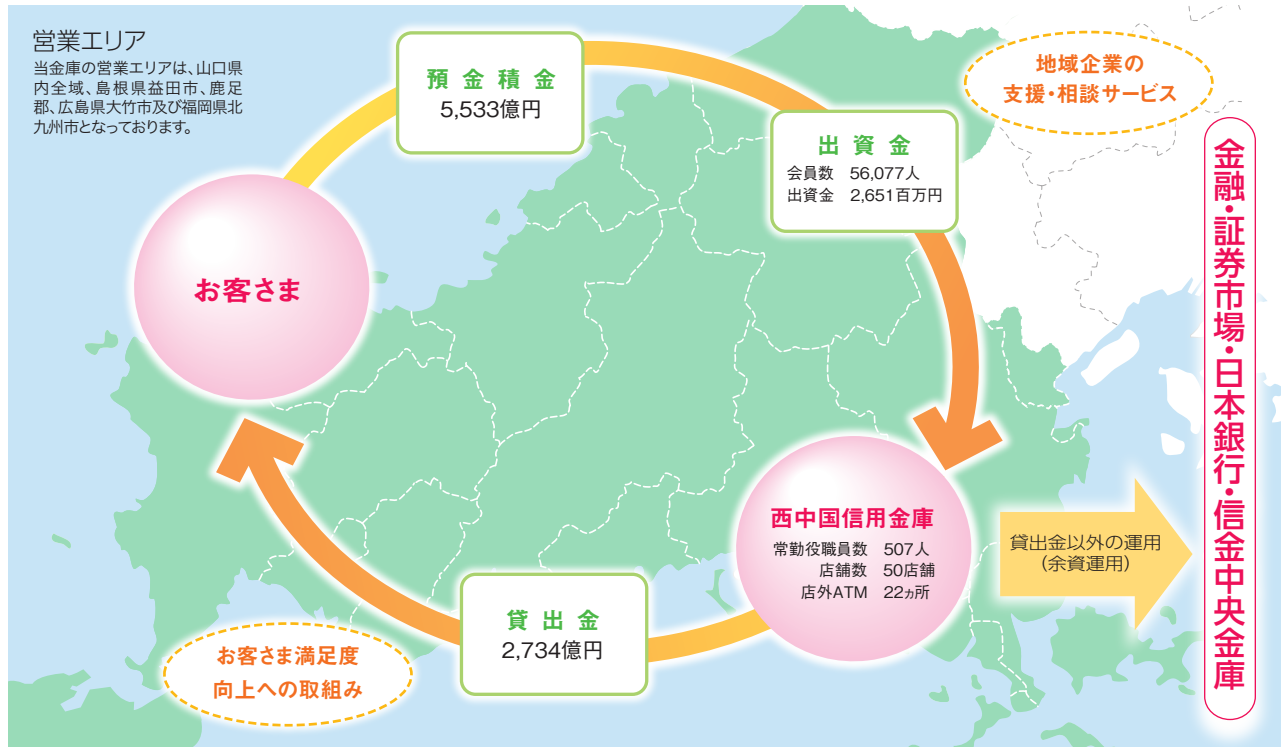 営業エリア
当金庫の営業エリアは、山口県
内全域、島根県益田市、鹿足
郡、広島県大竹市及び福岡県北
九州市となっております。
預金積金
5,533億円
地域企業の
支援・相談サービス
出資金
会員数 56,077人
出資金 2,651百万円
お客さま
金融・証券市場・日本銀行・信金中央金庫
西中国信用金庫
常勤役職員数 507人
店舗数 50店舗
店外ATM 22ヵ所
貸出金以外の運用
(余資運用)
貸出金
2,734億円
お客さま満足度
向上への取組み